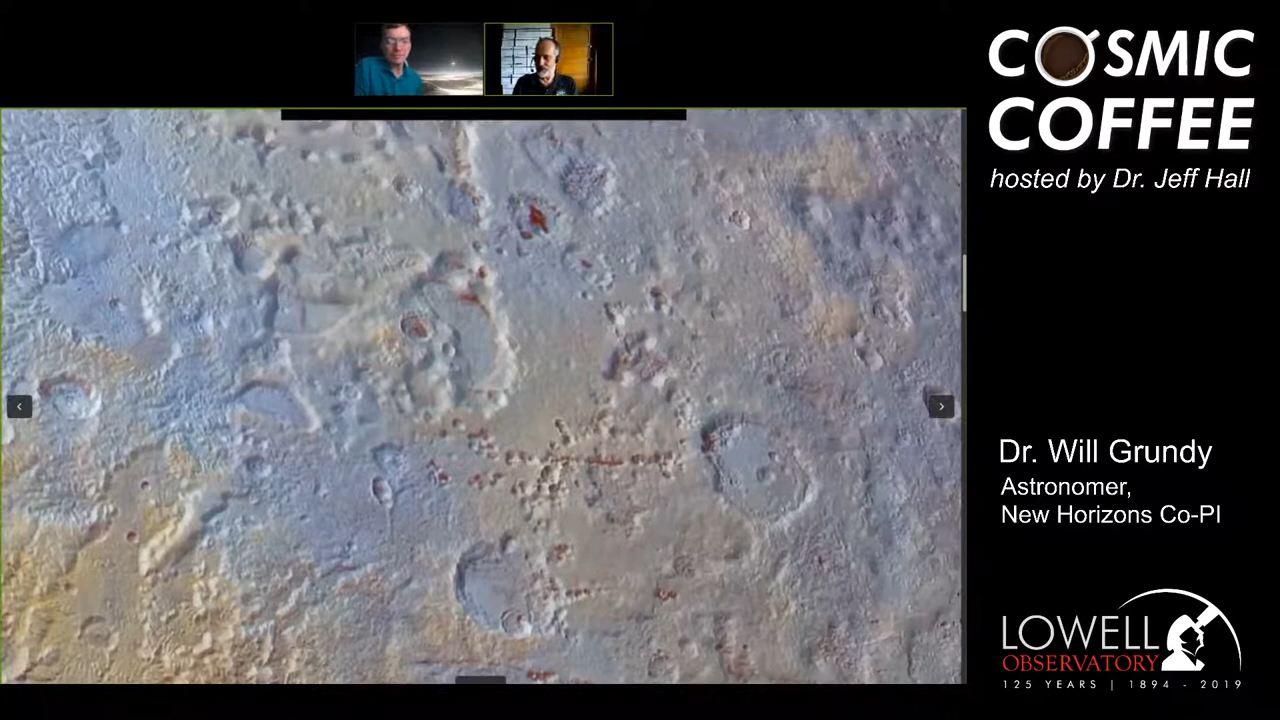 COSMIC
COFFEE
hosted by Dr. Jeff Hall
Dr. Will Grundy
Astronomer,
New Horizons Co-PI
LOWELL
OBSERVATORY
125 YEARS | 1894 - 2019